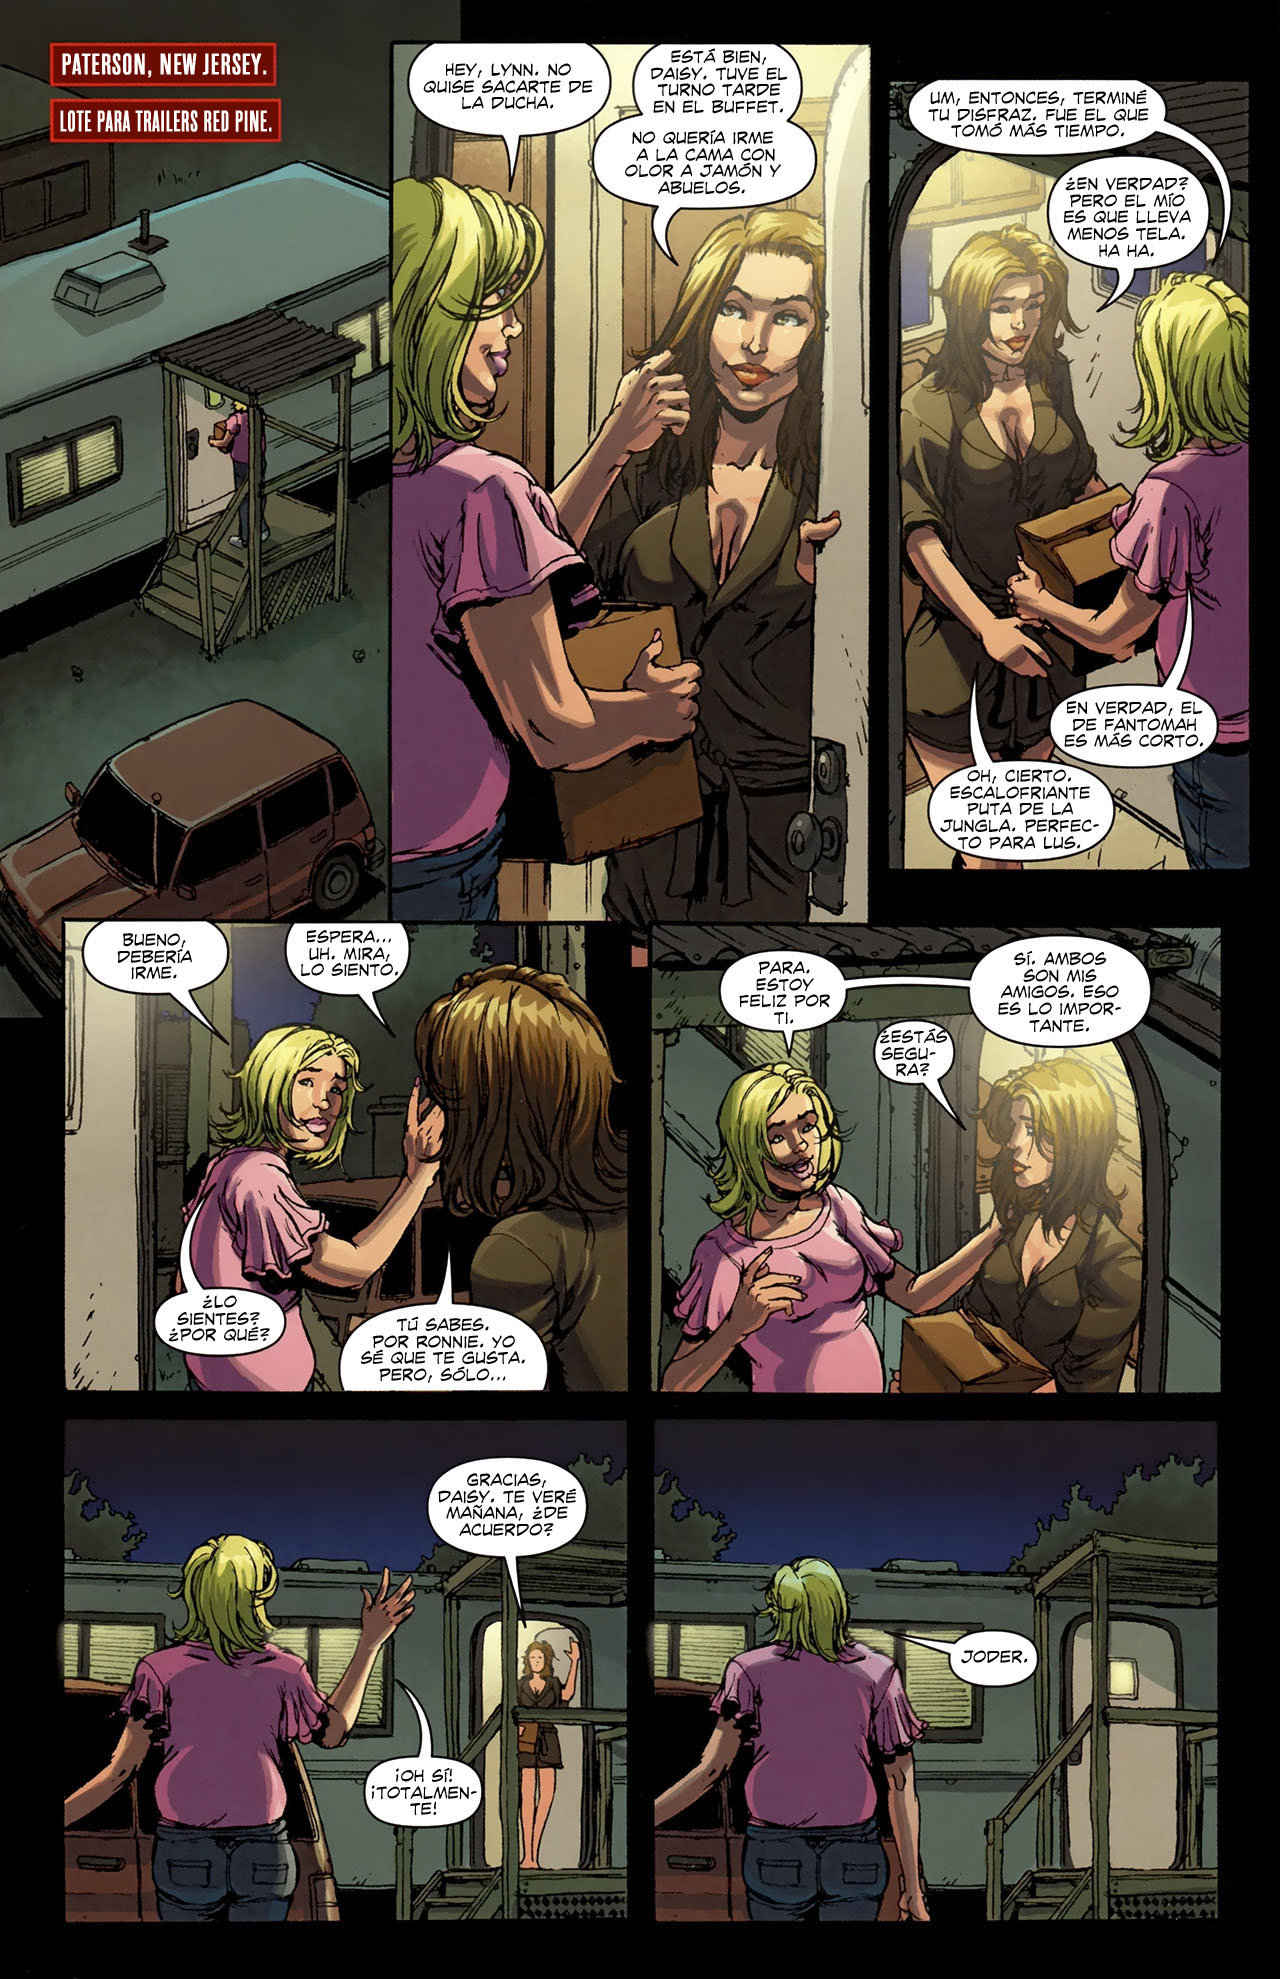 PATERSON, NEW JERSEY.
LOTE PARA TRAILERS RED PINE.
HEY, LYNN. NO
QUISE SACARTE DE
LA DUCHA.
ESTÁ BIEN,
DAISY. TUVE EL
TURNO TARDE
EN EL BUFFET.
NO QUERÍA IRME
A LA CAMA CON
OLOR A JAMÓN Y
ABUELOS.
UM, ENTONCES, TERMINÉ
TU DISFRAZ. FUE EL QUE
TOMÓ MÁS TIEMPO.
¿EN VERDAD?
PERO EL MÍO
ES QUE LLEVA
MENOS TELA.
HA HA.
EN VERDAD, EL
DE FANTOMAH
ES MÁS CORTO.
OH, CIERTO.
ESCALOFRIANTE
PUTA DE LA
JUNGLA. PERFEC-
TO PARA LUS.
BUENO,
DEBERÍA
IRME.
ESPERA...
UH. MIRA,
LO SIENTO.
¿LO
SIENTES?
¿POR QUÉ?
TÚ SABES.
POR RONNIE. YO
SÉ QUE TE GUSTA.
PERO, SÓLO...
PARA.
ESTOY
FELIZ POR
TI.
¿ESTÁS
SEGU-
RA?
SÍ. AMBOS
SON MIS
AMIGOS. ESO
ES LO IMPOR-
TANTE.
GRACIAS,
DAISY. TE VERÉ
MAÑANA, ¿DE
ACUERDO?
¡OH SÍ!
¡TOTALMEN-
TE!
JODER.